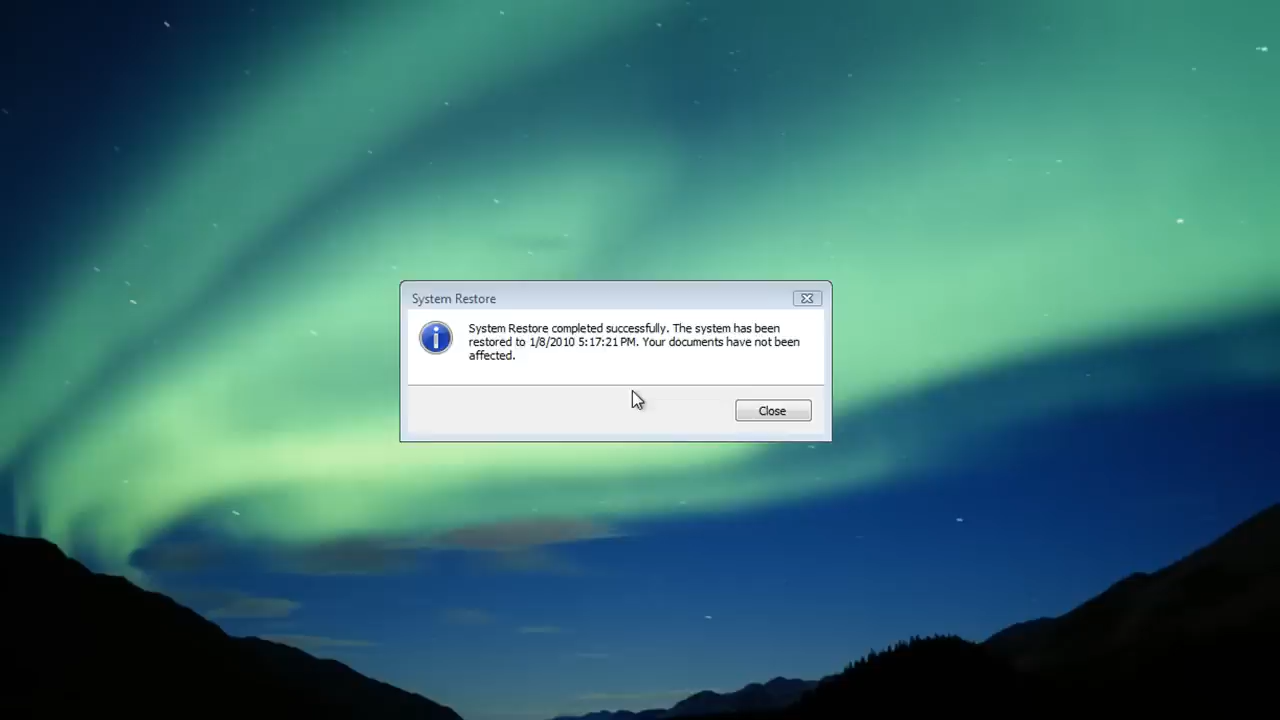 System Restore
System Restore completed successfully. The system has been
restored to 1/8/2010 5:17:21 PM. Your documents have not been
affected.
Close